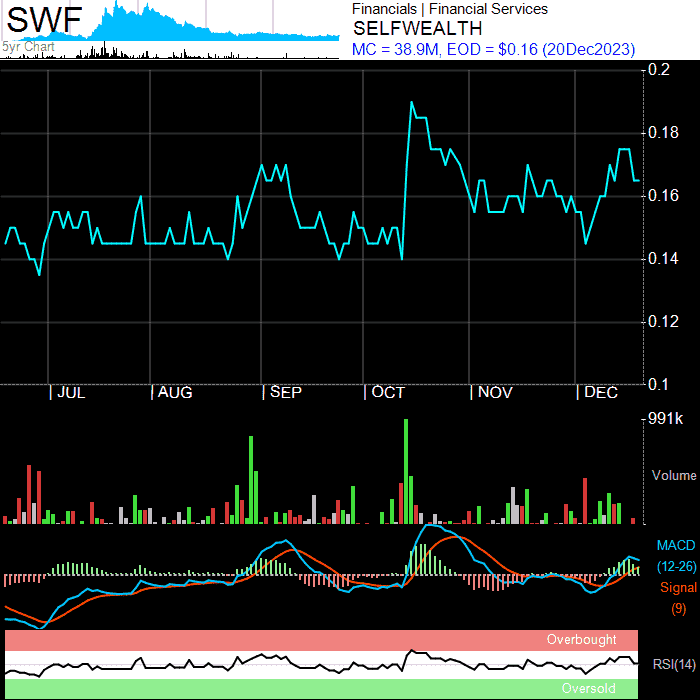 SWF
5yr Chart
Financials | Financial Services
SELFWEALTH
MC = 38.9M, EOD = $0.16 (20Dec2023)
0.2
0.18
0.16
0.14
0.12
0.1
| JUL | AUG | SEP | OCT | NOV | DEC
991k
Volume
MACD
(12-26)
Signal
(9)
Overbought
RSI(14)
Oversold